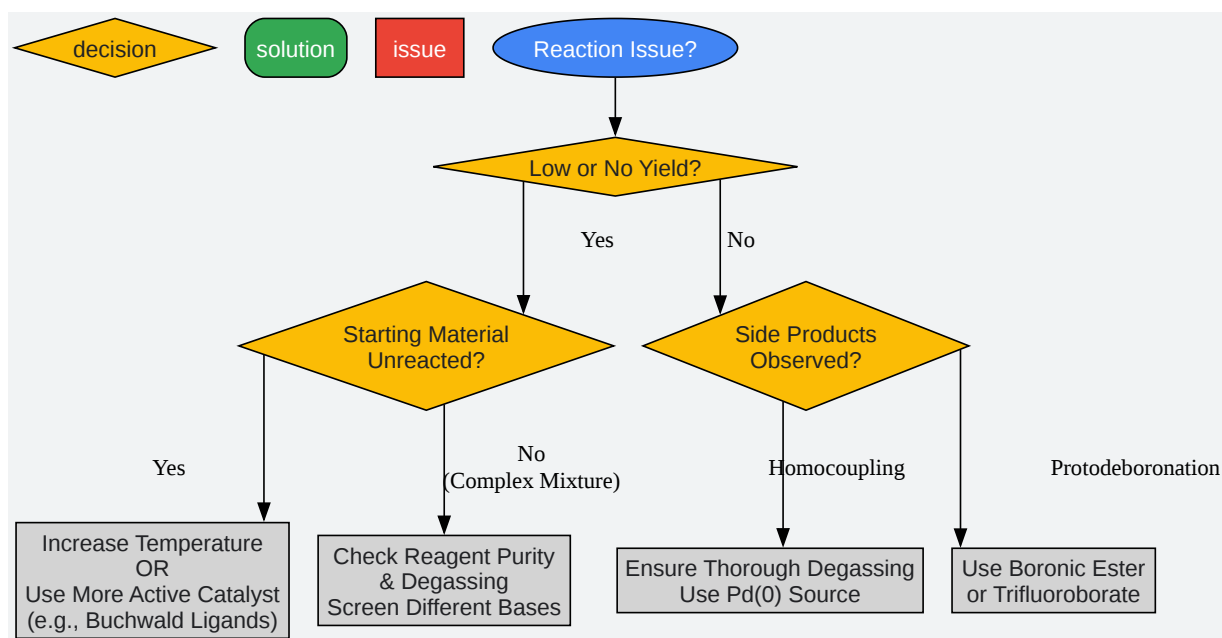 decision
solution
issue
Reaction Issue?
Low or No Yield?
Yes
No
Starting Material
Unreacted?
Side Products
Observed?
Yes
No
(Complex Mixture)
Homocoupling
Protodeboronation
Increase Temperature
OR
Use More Active Catalyst
(e.g., Buchwald Ligands)
Check Reagent Purity
& Degassing
Screen Different Bases
Ensure Thorough Degassing
Use Pd(0) Source
Use Boronic Ester
or Trifluoroborate